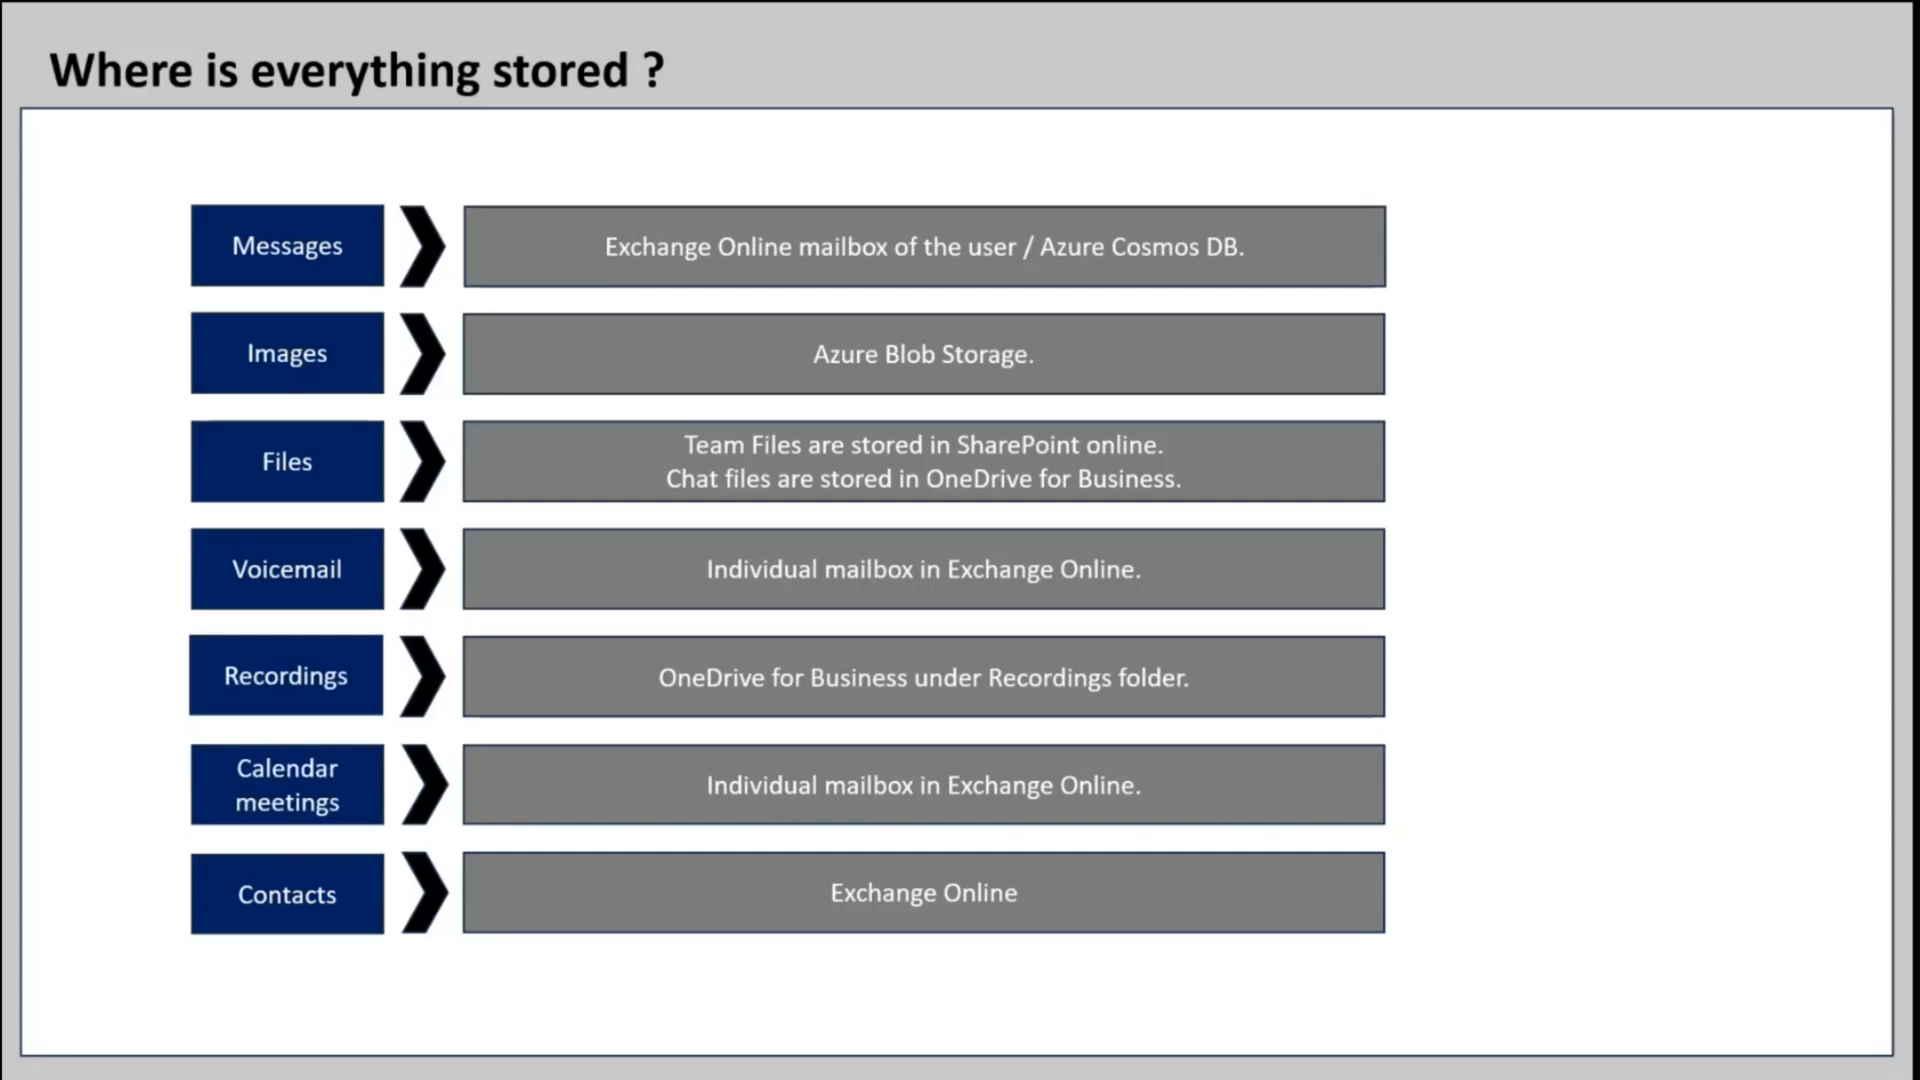 Where is everything stored ?
Messages
Exchange Online mailbox of the user / Azure Cosmos DB.
Images
Azure Blob Storage.
Files
Team Files are stored in SharePoint online.
Chat files are stored in OneDrive for Business.
Voicemail
Individual mailbox in Exchange Online.
Recordings
OneDrive for Business under Recordings folder.
Calendar
meetings
Individual mailbox in Exchange Online.
Contacts
Exchange Online